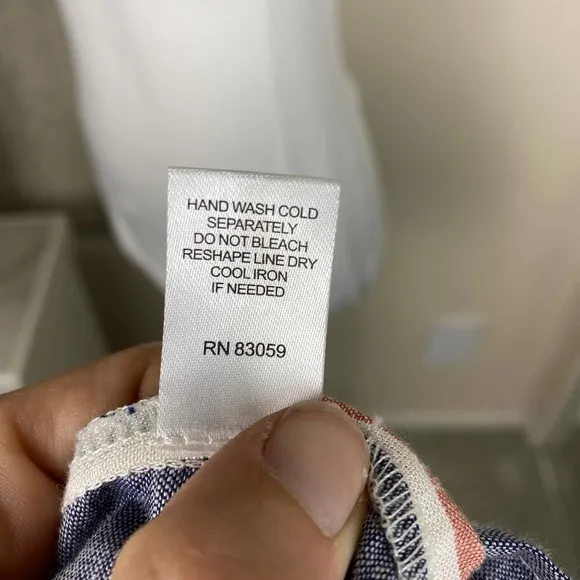 HAND WASH COLD
SEPARATELY
DO NOT BLEACH
RESHAPE LINE DRY
COOL IRON
IF NEEDED
RN 83059